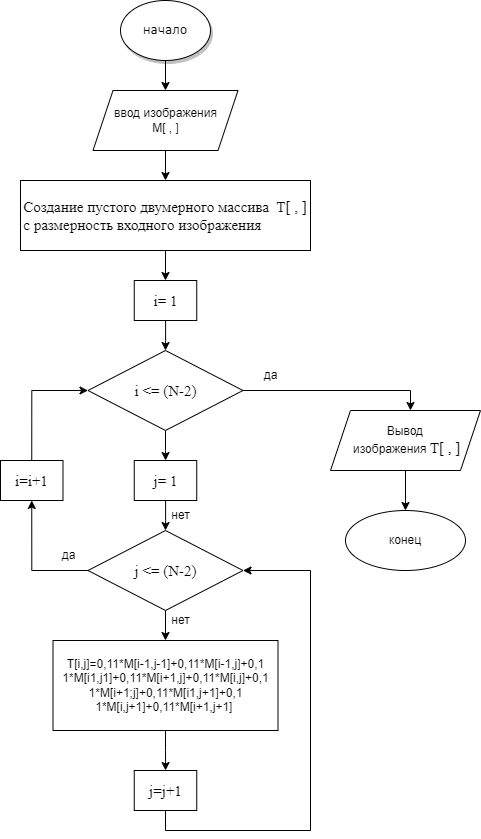 начало
ввод изображения
M[ , ]
Создание пустого двумерного массива T[ , ]
с размерность входного изображения
i= 1
i <= (N-2)
да
Вывод
изображения T[ , ]
i=i+1
j= 1
нет
конец
да
j <= (N-2)
нет
T[i,j]=0,11*M[i-1,j-1]+0,11*M[i-1,j]+0,1
1*M[i1,j1]+0,11*M[i+1,j]+0,11*M[i,j]+0,1
1*M[i+1;j]+0,11*M[i1,j+1]+0,1
1*M[i,j+1]+0,11*M[i+1,j+1]
j=j+1